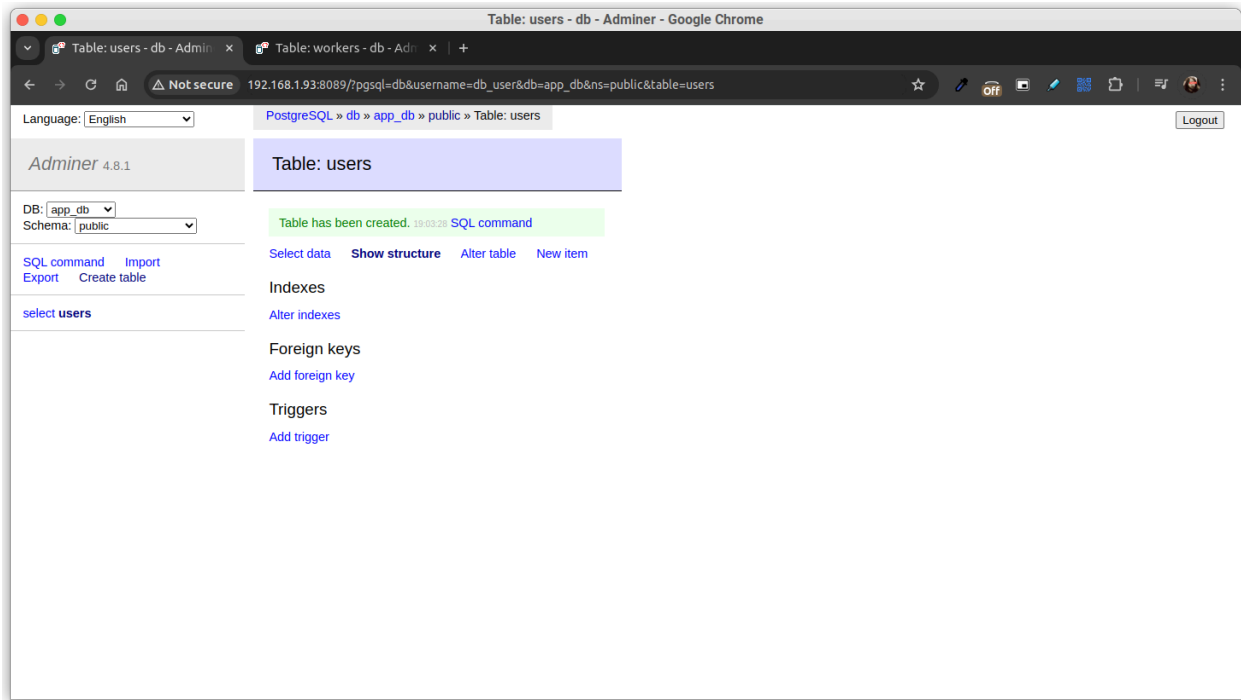 Table: users - db - Adminer - Google Chrome
Table: users - db - Admin
Table: workers - db - Adm
Not secure 192.168.1.93:8089/?pgsql=db&username=db_user&db=app_db&ns=public&table=users
Off
Language: English
PostgreSQL » db » app_db » public » Table: users
Logout
Adminer 4.8.1
Table: users
DB: app_db
Schema: public
Table has been created. 19:03:28 SQL command
Select data Show structure Alter table New item
SQL command Import
Export Create table
Indexes
select users
Alter indexes
Foreign keys
Add foreign key
Triggers
Add trigger